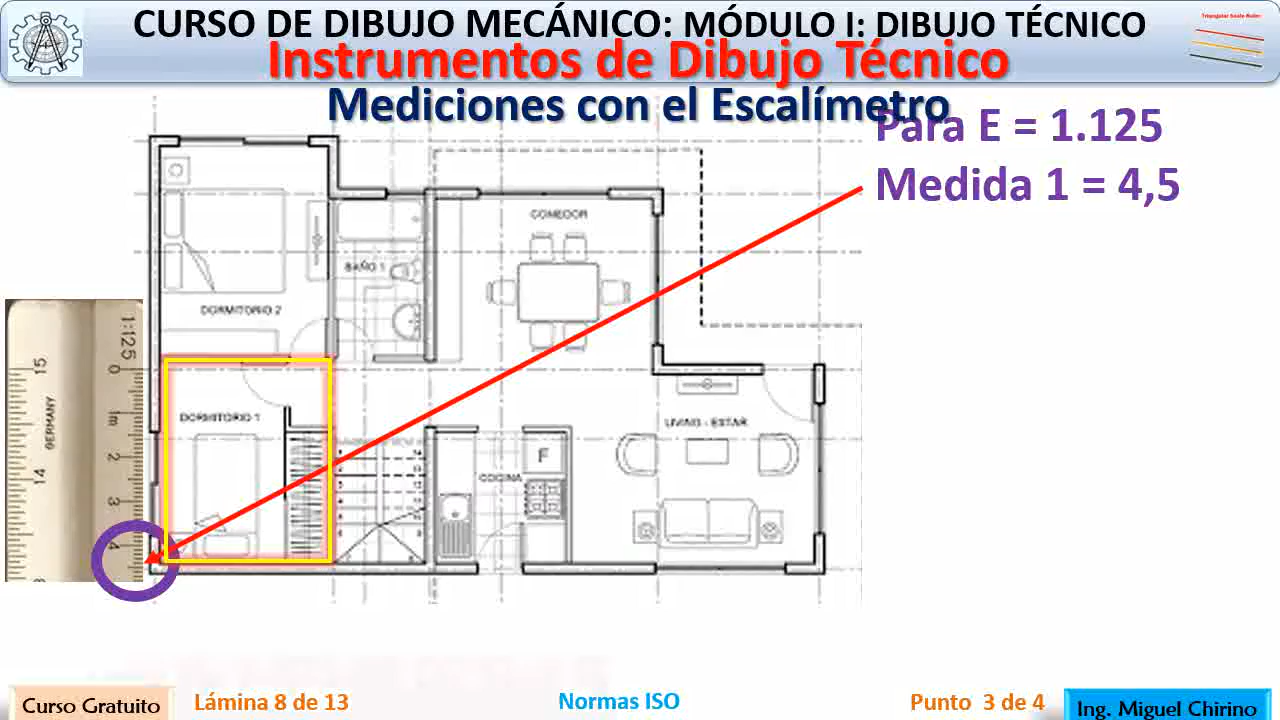 CURSO DE DIBUJO MECÁNICO: MÓDULO I: DIBUJO TÉCNICO
Triangular Scale Ruler:
Instrumentos de Dibujo Técnico
Mediciones con el Escalímetro
Para E = 1.125
Medida 1 = 4,5
COMEDOR
BAÑO 1
DORMITORIO 2
1:125
15
0
GERMANY
1m
14
2
3
4
DORMITORIO 1
LIVING - ESTAR
F
COCINA
Curso Gratuito
Lámina 8 de 13
Normas ISO
Punto 3 de 4
Ing. Miguel Chirino